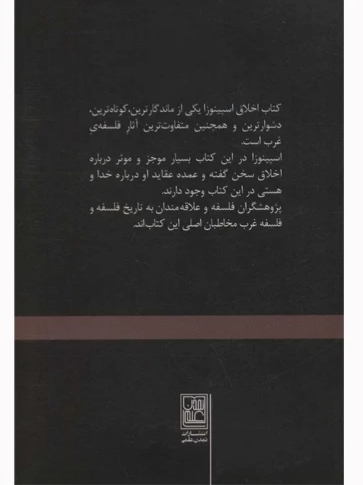 کتاب اخلاق اسپینوزا یکی از ماندگارترین، کوتاه‌ترین،
دشوارترین و همچنین متفاوت‌ترین آثار فلسفه‌ی
غرب است.
اسپینوزا در این کتاب بسیار موجز و موثر درباره
اخلاق سخن گفته و عمده عقاید او درباره خدا و
هستی در این کتاب وجود دارند.
پژوهشگران فلسفه و علاقه‌مندان به تاریخ فلسفه و
فلسفه غرب مخاطبان اصلی این کتاب‌اند.
انتشارات
تمدن علمی